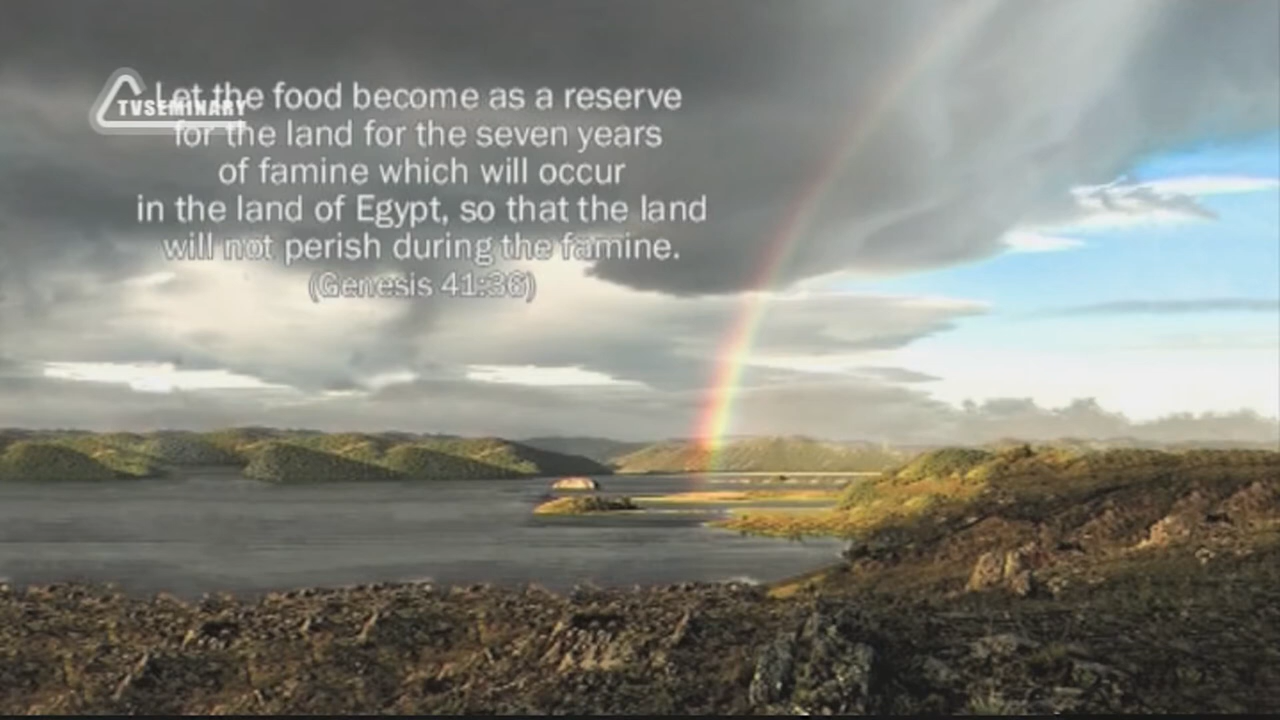 TVSEMINARY
Let the food become as a reserve
for the land for the seven years
of famine which will occur
in the land of Egypt, so that the land
will not perish during the famine.
(Genesis 41:36)